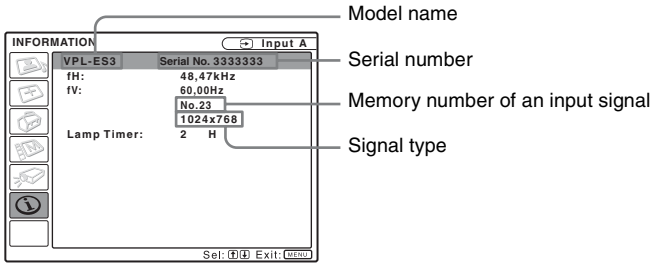 Model name
INFORMATION Input A
VPL-ES3 Serial No. 3333333
Serial number
fH: 48,47kHz
fV: 60,00Hz
No.23
Memory number of an input signal
1024x768
Lamp Timer: 2 H
Signal type
M
i
Sel: Exit: MENU